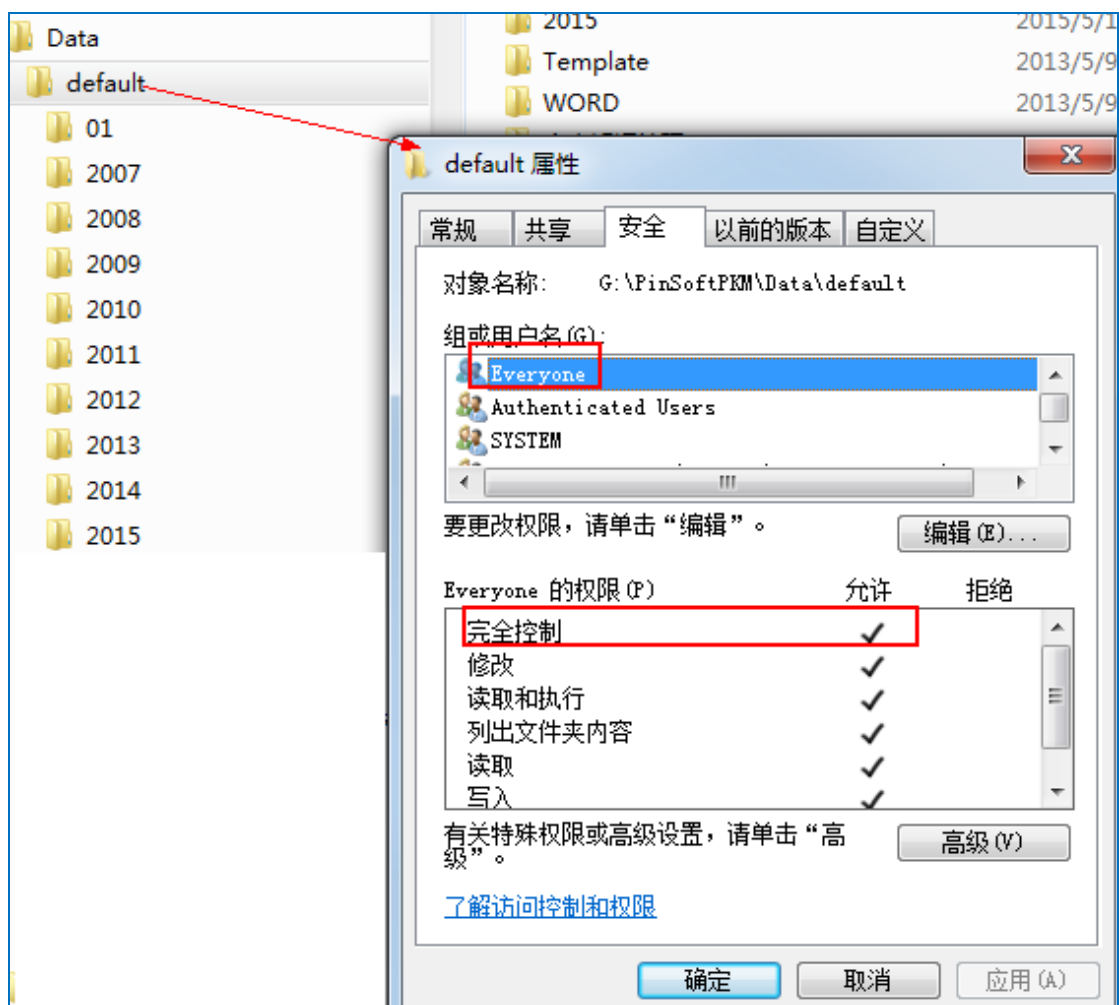 Data
default
01
2007
2008
2009
2010
2011
2012
2013
2014
2015
2015 2015/5/1
Template 2013/5/9
WORD 2013/5/9
default 属性
常规 共享 安全 以前的版本 自定义
对象名称: G:\PinSoftPKM\Data\default
组或用户名(G):
Everyone
Authenticated Users
SYSTEM
要更改权限，请单击“编辑”。 编辑(E)...
Everyone 的权限(P) 允许 拒绝
完全控制
修改
读取和执行
列出文件夹内容
读取
写入
有关特殊权限或高级设置，请单击“高
级”。
高级(V)
了解访问控制和权限
确定 取消 应用(A)